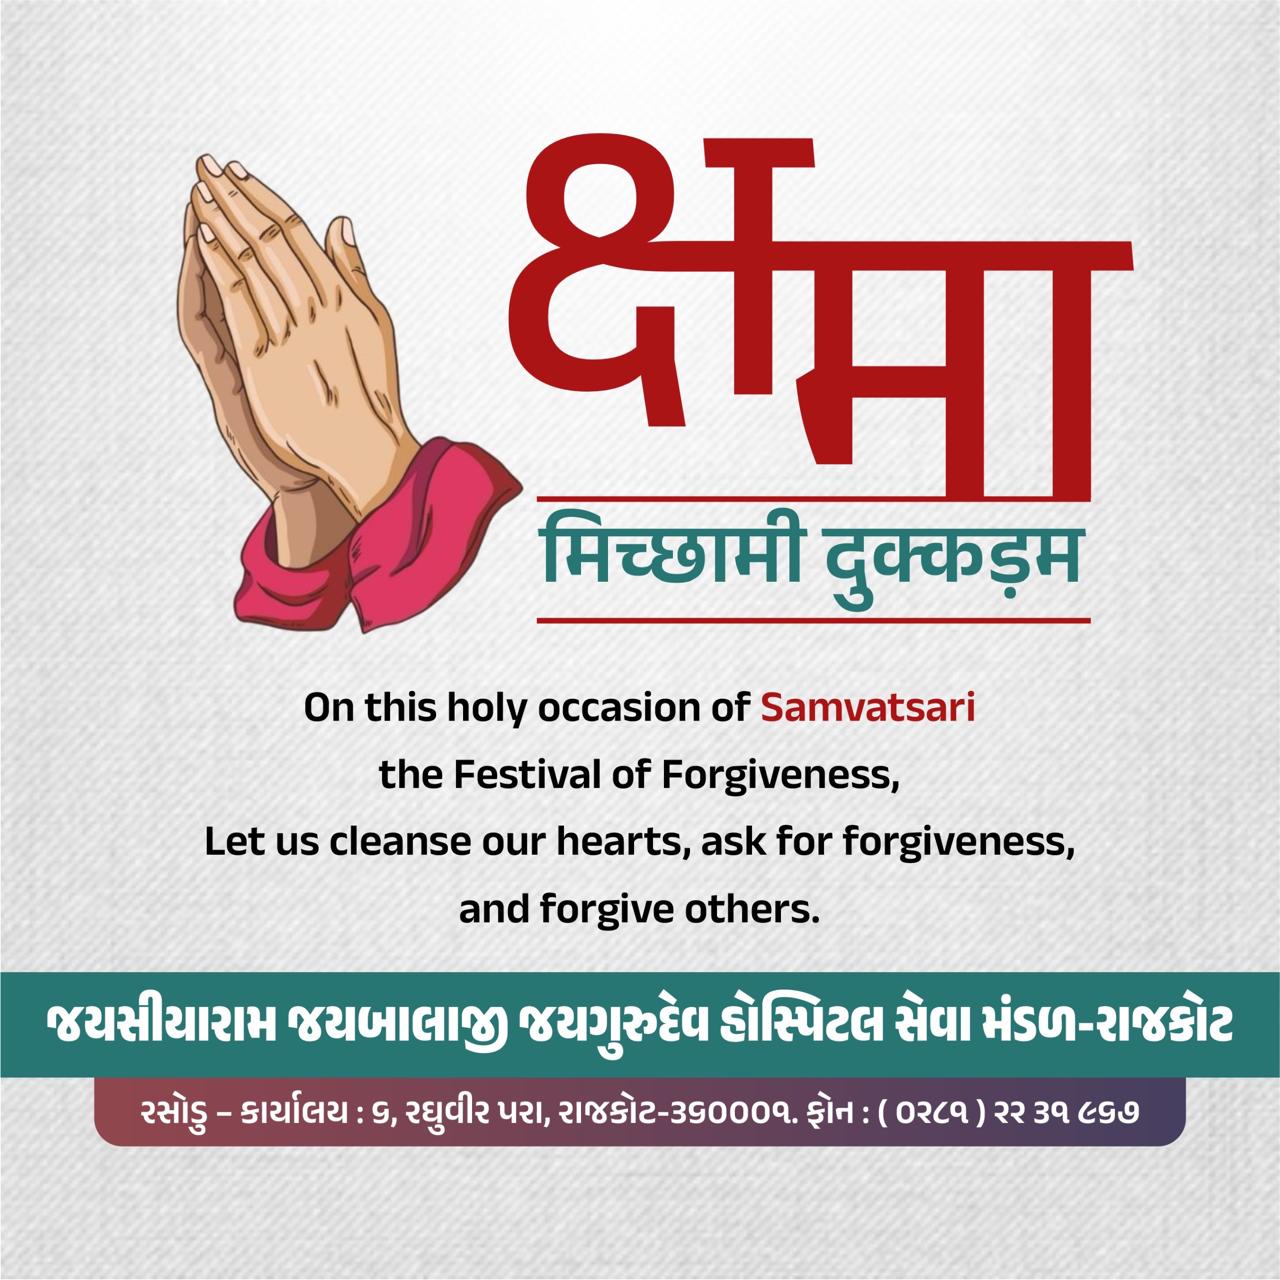 क्षमा
मिच्छामी दुक्कड़म
On this holy occasion of Samvatsari
the Festival of Forgiveness,
Let us cleanse our hearts, ask for forgiveness,
and forgive others.
જયસીયારામ જયબાલાજી જયગુરુદેવ હોસ્પિટલ સેવા મંડળ-રાજકોટ
રસોડુ – કાર્યાલય : ૬, રઘુવીર પરા, રાજકોટ-૩૬૦૦૦૧. ફોન : ( ૦૨૮૧ ) ૨૨ ૩૧ ૮૬૭